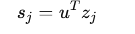 $s_j = u^T z_j$